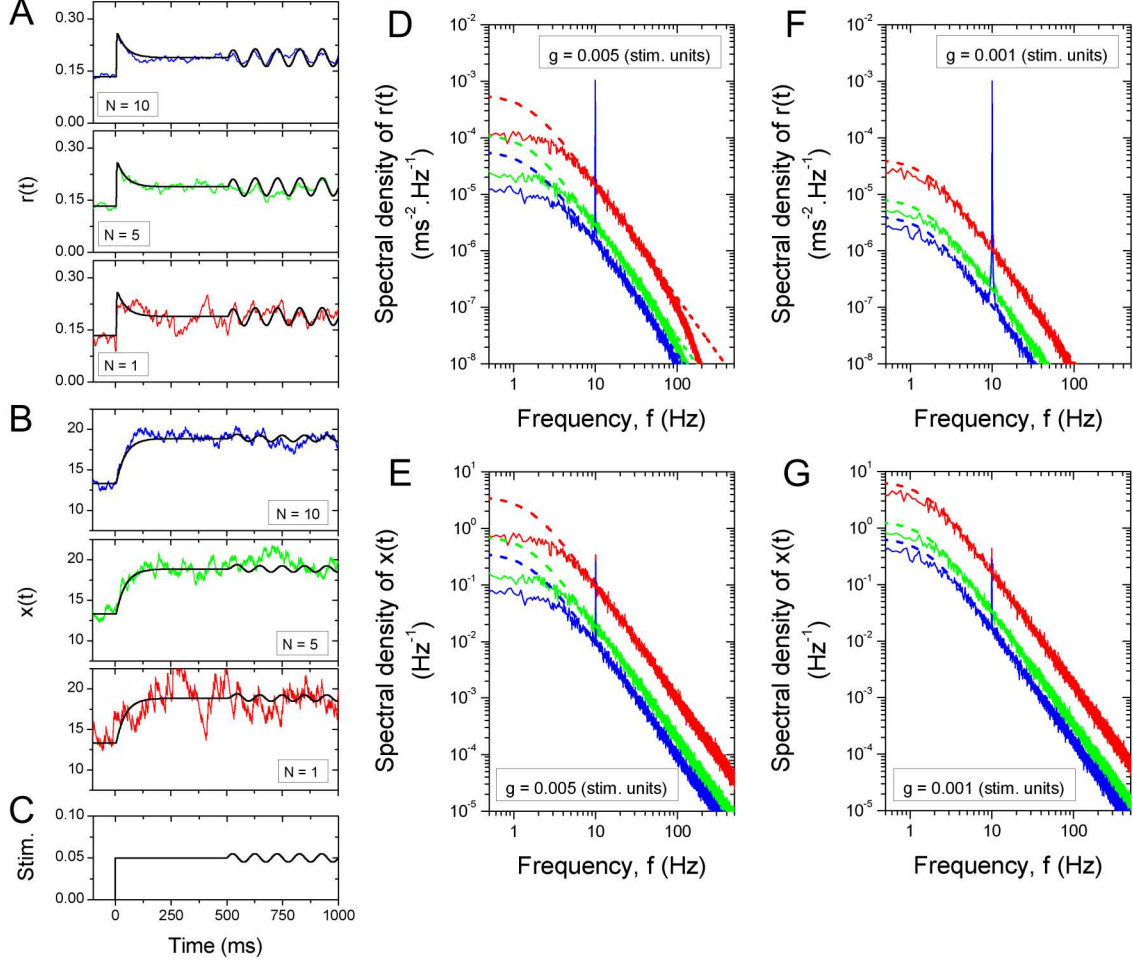 A
0.30
0.15
0.00
N = 10
0.30
0.15
0.00
N = 5
0.30
0.15
0.00
N = 1
r(t)
B
20
15
10
N = 10
20
15
10
N = 5
20
15
10
N = 1
x(t)
C
0.10
0.05
0.00
Stim.
0 250 500 750 1000
Time (ms)
D
10⁻²
10⁻³
10⁻⁴
10⁻⁵
10⁻⁶
10⁻⁷
10⁻⁸
g = 0.005 (stim. units)
Spectral density of r(t)
(ms⁻².Hz⁻¹)
1 10 100
Frequency, f (Hz)
F
10⁻²
10⁻³
10⁻⁴
10⁻⁵
10⁻⁶
10⁻⁷
10⁻⁸
g = 0.001 (stim. units)
Spectral density of r(t)
(ms⁻².Hz⁻¹)
1 10 100
Frequency, f (Hz)
E
10¹
10⁰
10⁻¹
10⁻²
10⁻³
10⁻⁴
10⁻⁵
g = 0.005 (stim. units)
Spectral density of x(t)
(Hz⁻¹)
1 10 100
Frequency, f (Hz)
G
10¹
10⁰
10⁻¹
10⁻²
10⁻³
10⁻⁴
10⁻⁵
g = 0.001 (stim. units)
Spectral density of x(t)
(Hz⁻¹)
1 10 100
Frequency, f (Hz)